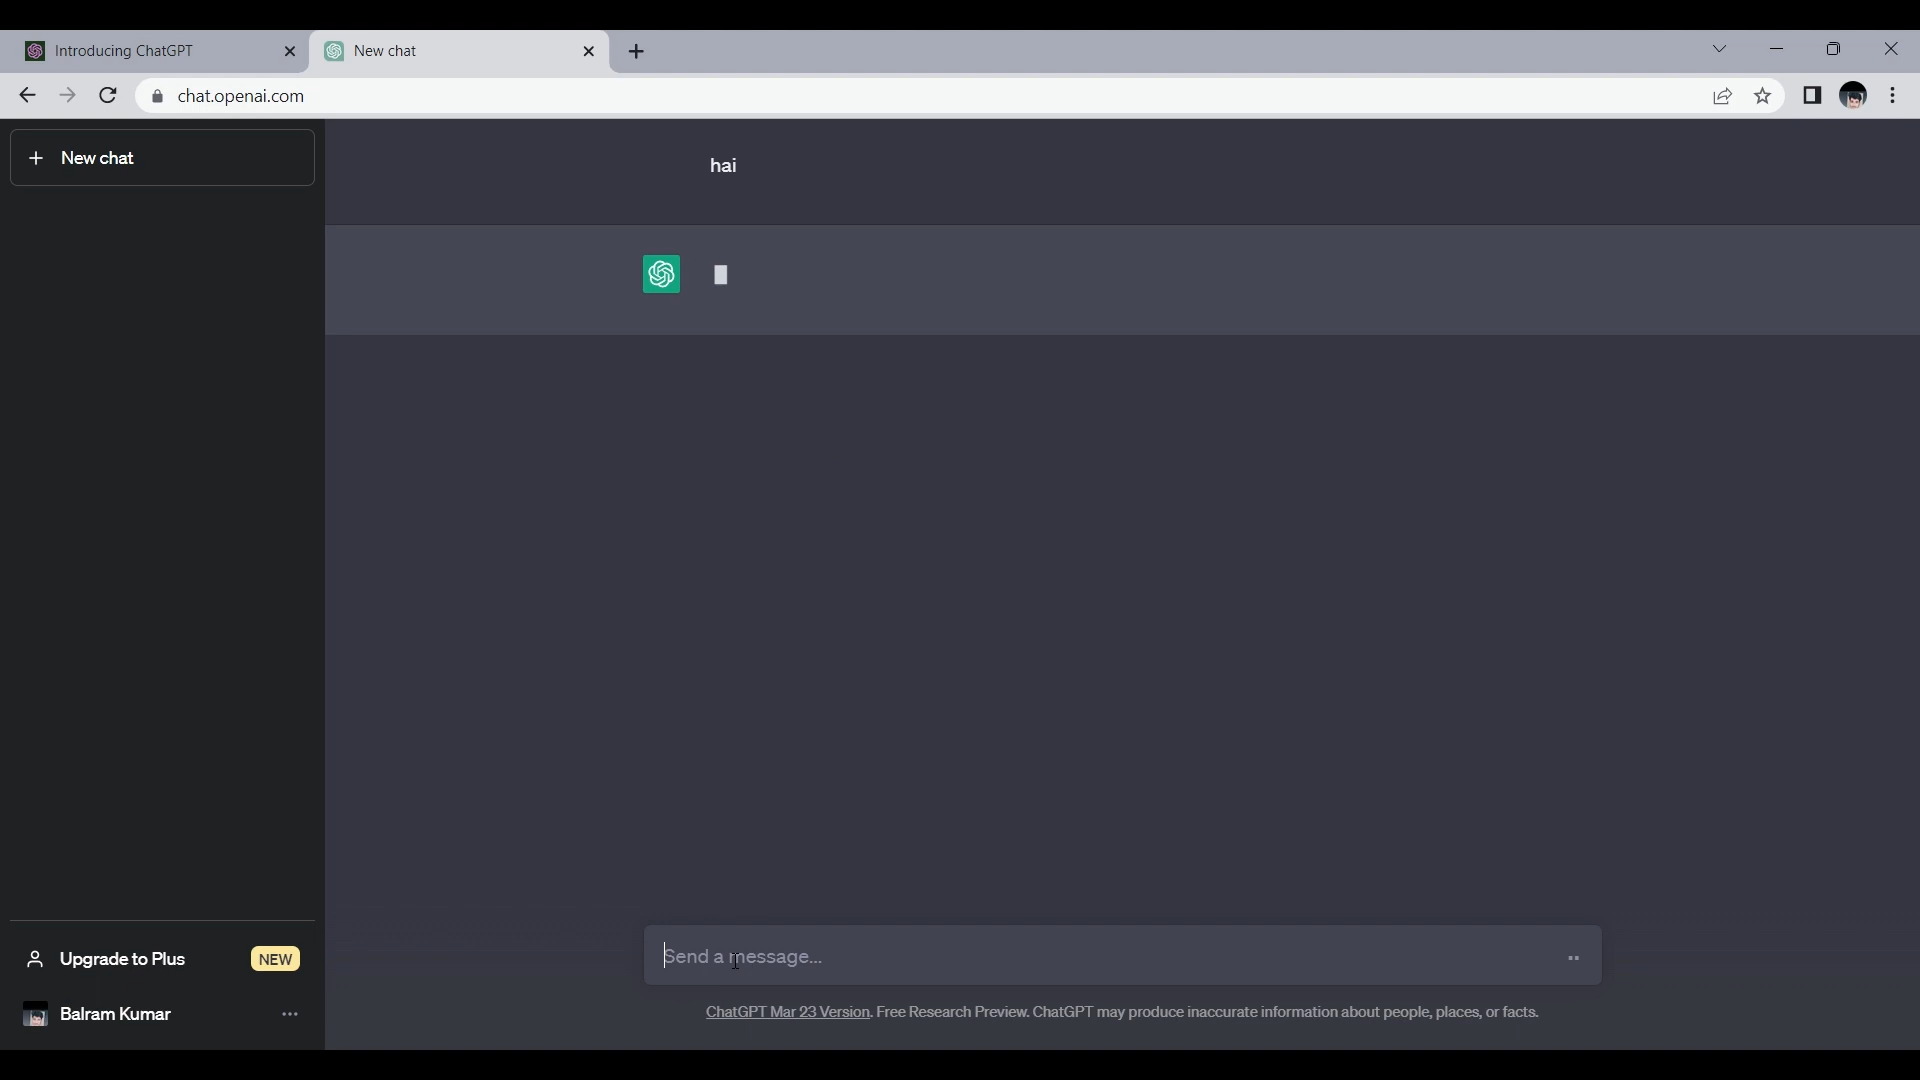 Introducing ChatGPT
New chat
chat.openai.com
New chat
hai
Send a message...
ChatGPT Mar 23 Version. Free Research Preview. ChatGPT may produce inaccurate information about people, places, or facts.
Upgrade to Plus NEW
Balram Kumar